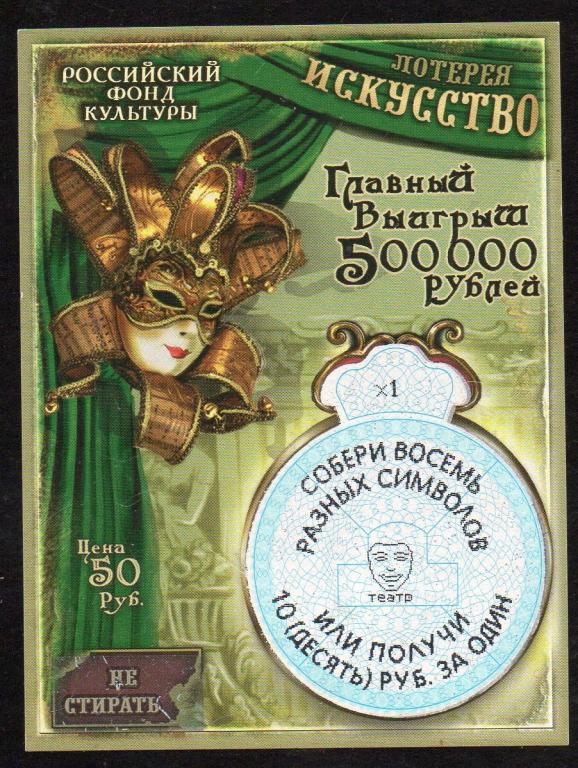 РОССИЙСКИЙ
ФОНД
КУЛЬТУРЫ
ЛОТЕРЕЯ
ИСКУССТВО
Главный
Выигрыш
500 000
рублей
×1
СОБЕРИ ВОСЕМЬ
РАЗНЫХ СИМВОЛОВ
театр
ИЛИ ПОЛУЧИ
10 (ДЕСЯТЬ) РУБ. ЗА ОДИН
Цена
50
Руб.
НЕ
СТИРАТЬ